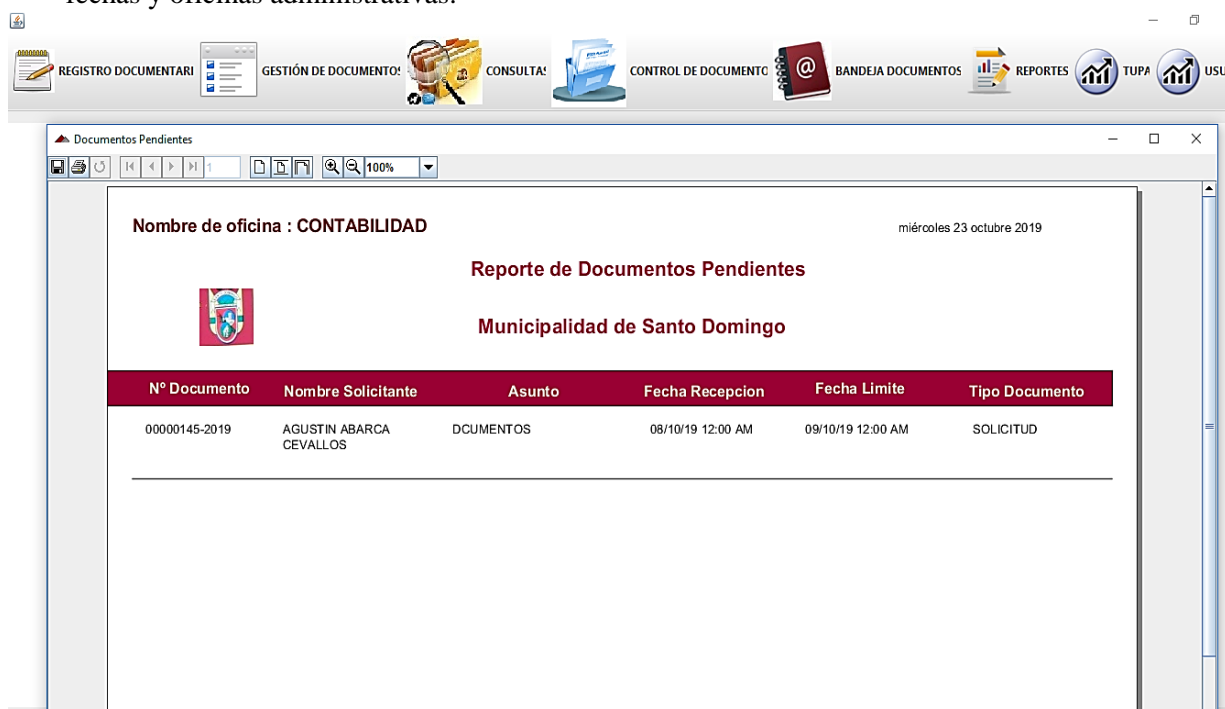 fechas y oficinas administrativas.
REGISTRO DOCUMENTARI GESTIÓN DE DOCUMENTO: CONSULTA: CONTROL DE DOCUMENTO BANDEJA DOCUMENTOS REPORTES TUPA USU
Documentos Pendientes
1 100%
Nombre de oficina : CONTABILIDAD miércoles 23 octubre 2019
Reporte de Documentos Pendientes
Municipalidad de Santo Domingo
Nº Documento Nombre Solicitante Asunto Fecha Recepcion Fecha Limite Tipo Documento
00000145-2019 AGUSTIN ABARCA DCUMENTOS 08/10/19 12:00 AM 09/10/19 12:00 AM SOLICITUD
CEVALLOS